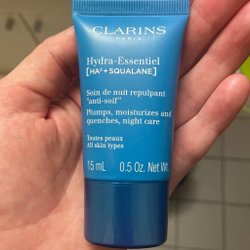 CLARINS
PARIS
Hydra-Essentiel
[HA² + SQUALANE]
Soin de nuit repulpant
"anti-soif"
Plumps, moisturizes and
quenches, night care
Toutes peaux
All skin types
15 mL 0.5 Oz. Net Wt.